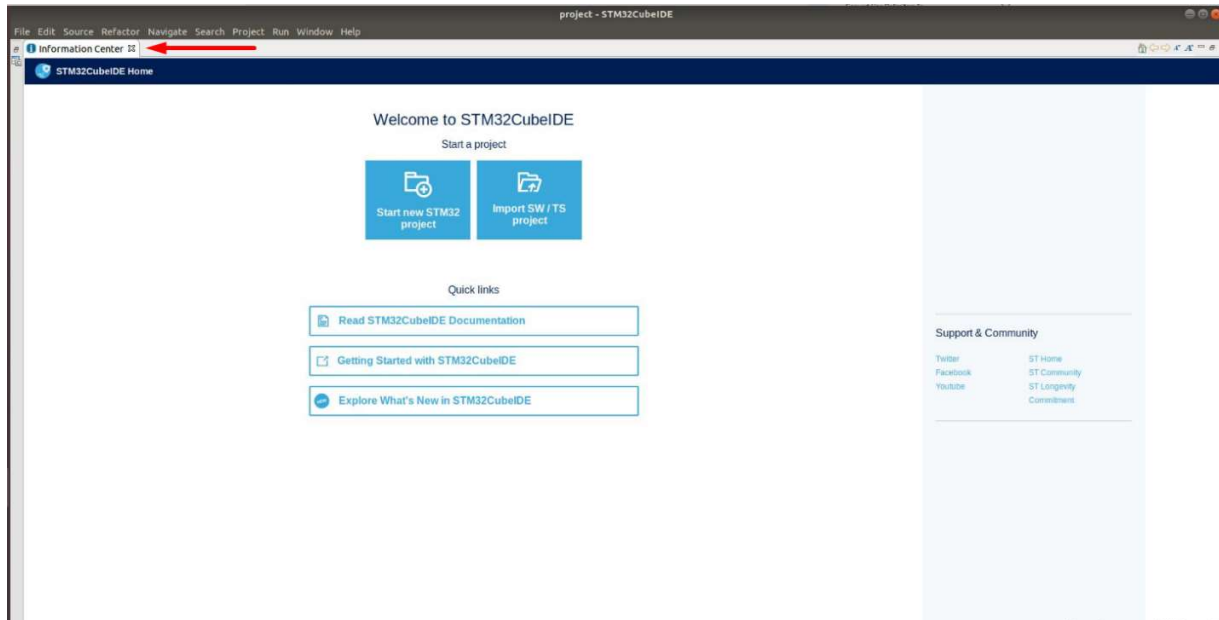 project - STM32CubeIDE
File Edit Source Refactor Navigate Search Project Run Window Help
Information Center
STM32CubeIDE Home
Welcome to STM32CubeIDE
Start a project
Start new STM32
project
Import SW / TS
project
Quick links
Read STM32CubeIDE Documentation
Getting Started with STM32CubeIDE
Explore What's New in STM32CubeIDE
Support & Community
Twitter
Facebook
Youtube
ST Home
ST Community
ST Longevity
Commitment